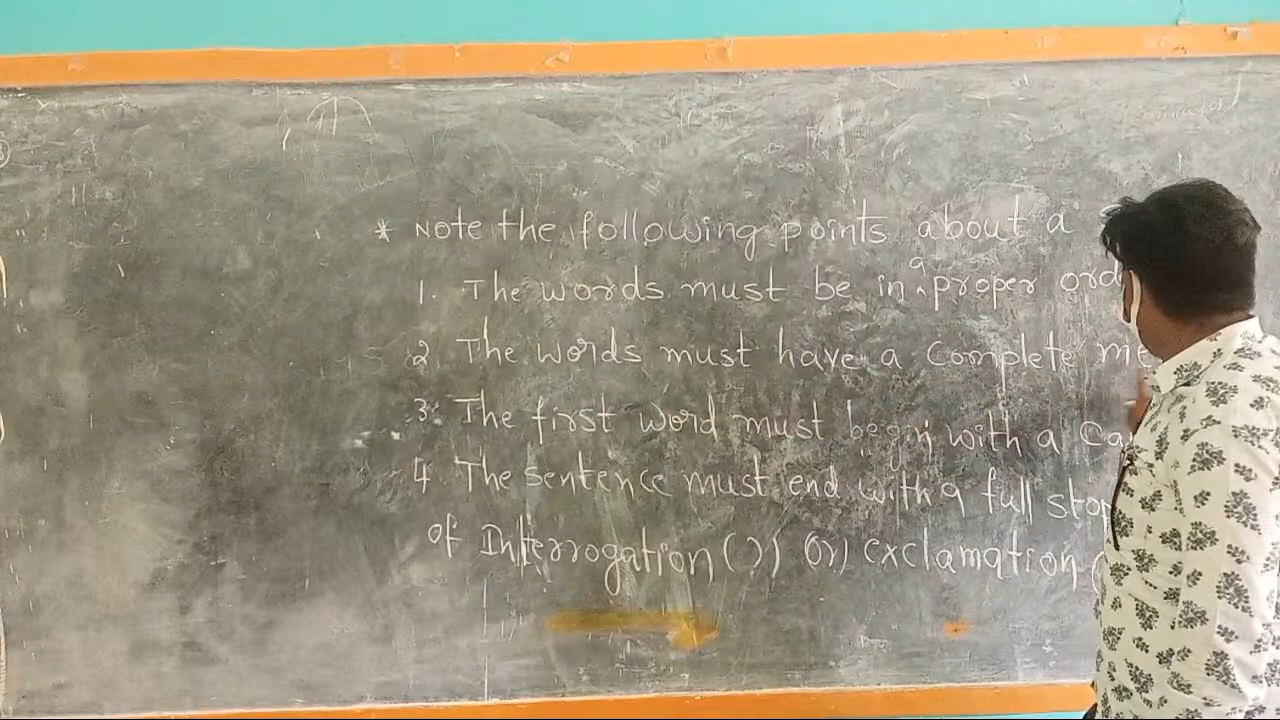 * Note the following points about a
1. The words must be in a proper ord
2 The words must have a complete me
3. The first word must begin with a Ca
4 The sentence must end with a full stop
of Interrogation (?) (Or) exclamation (